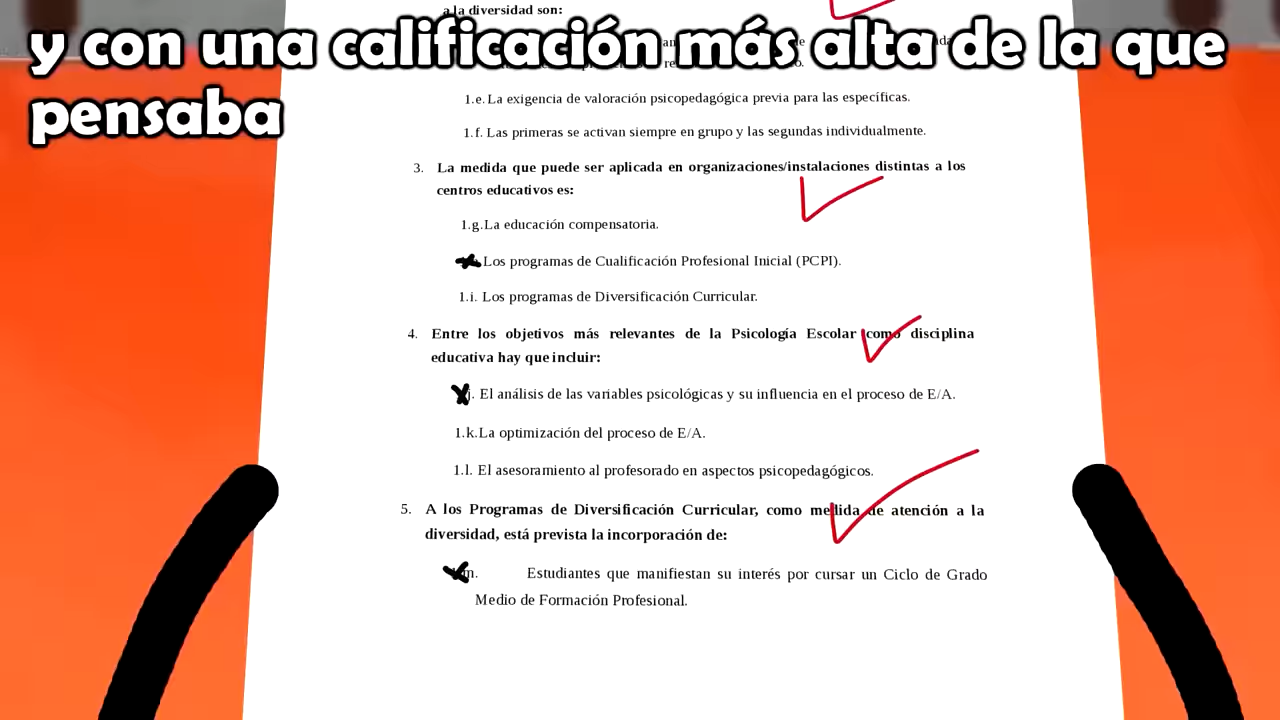 a la diversidad son:
y con una calificación más alta de la que
pensaba
1.e. La exigencia de valoración psicopedagógica previa para las específicas.
1.f. Las primeras se activan siempre en grupo y las segundas individualmente.
3. La medida que puede ser aplicada en organizaciones/instalaciones distintas a los
centros educativos es:
1.g.La educación compensatoria.
Los programas de Cualificación Profesional Inicial (PCPI).
1.i. Los programas de Diversificación Curricular.
4. Entre los objetivos más relevantes de la Psicología Escolar como disciplina
educativa hay que incluir:
j. El análisis de las variables psicológicas y su influencia en el proceso de E/A.
1.k.La optimización del proceso de E/A.
1.l. El asesoramiento al profesorado en aspectos psicopedagógicos.
5. A los Programas de Diversificación Curricular, como medida de atención a la
diversidad, está prevista la incorporación de:
m. Estudiantes que manifiestan su interés por cursar un Ciclo de Grado
Medio de Formación Profesional.